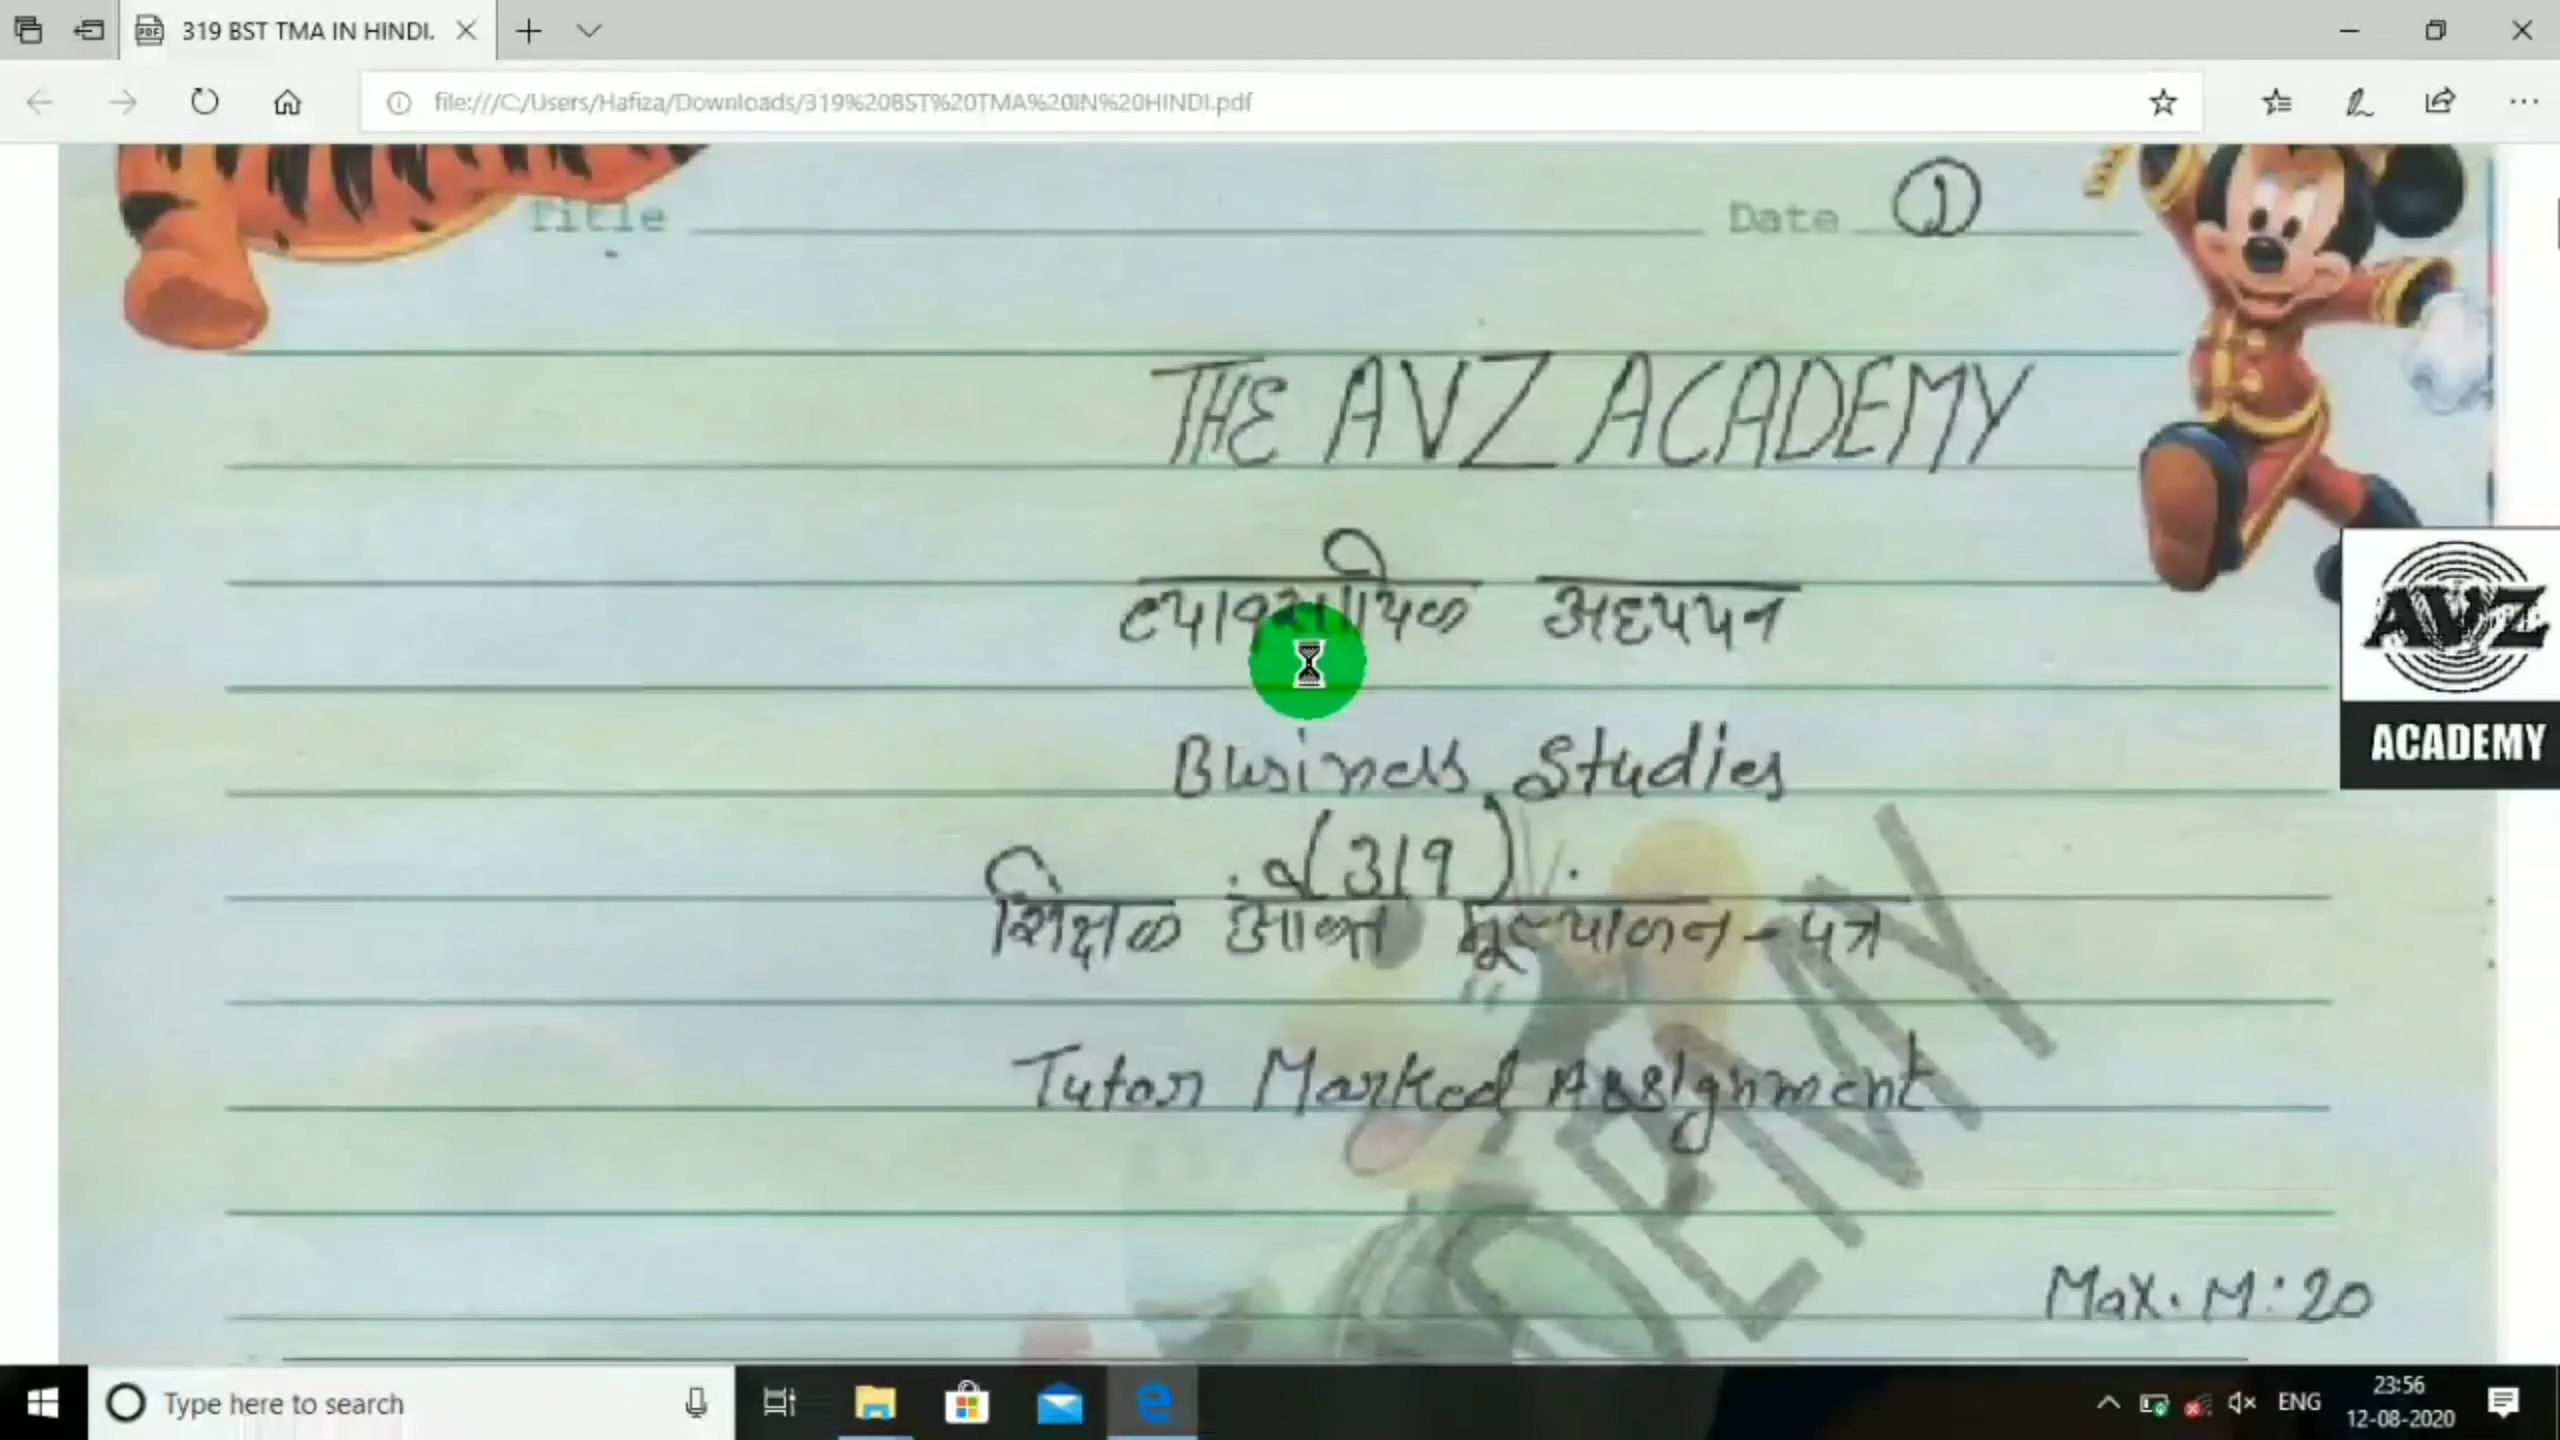 319 BST TMA IN HINDI.
file:///C:/Users/Hafiza/Downloads/319%20BST%20TMA%20IN%20HINDI.pdf
Title Date 1
THE AVZ ACADEMY
व्यावसायिक अध्ययन
Business Studies
(319)
शिक्षक अंकित मूल्यांकन-पत्र
Tutor Marked Assignment
Max. M: 20
AVZ
ACADEMY
DEMY
Type here to search
ENG
23:56
12-08-2020